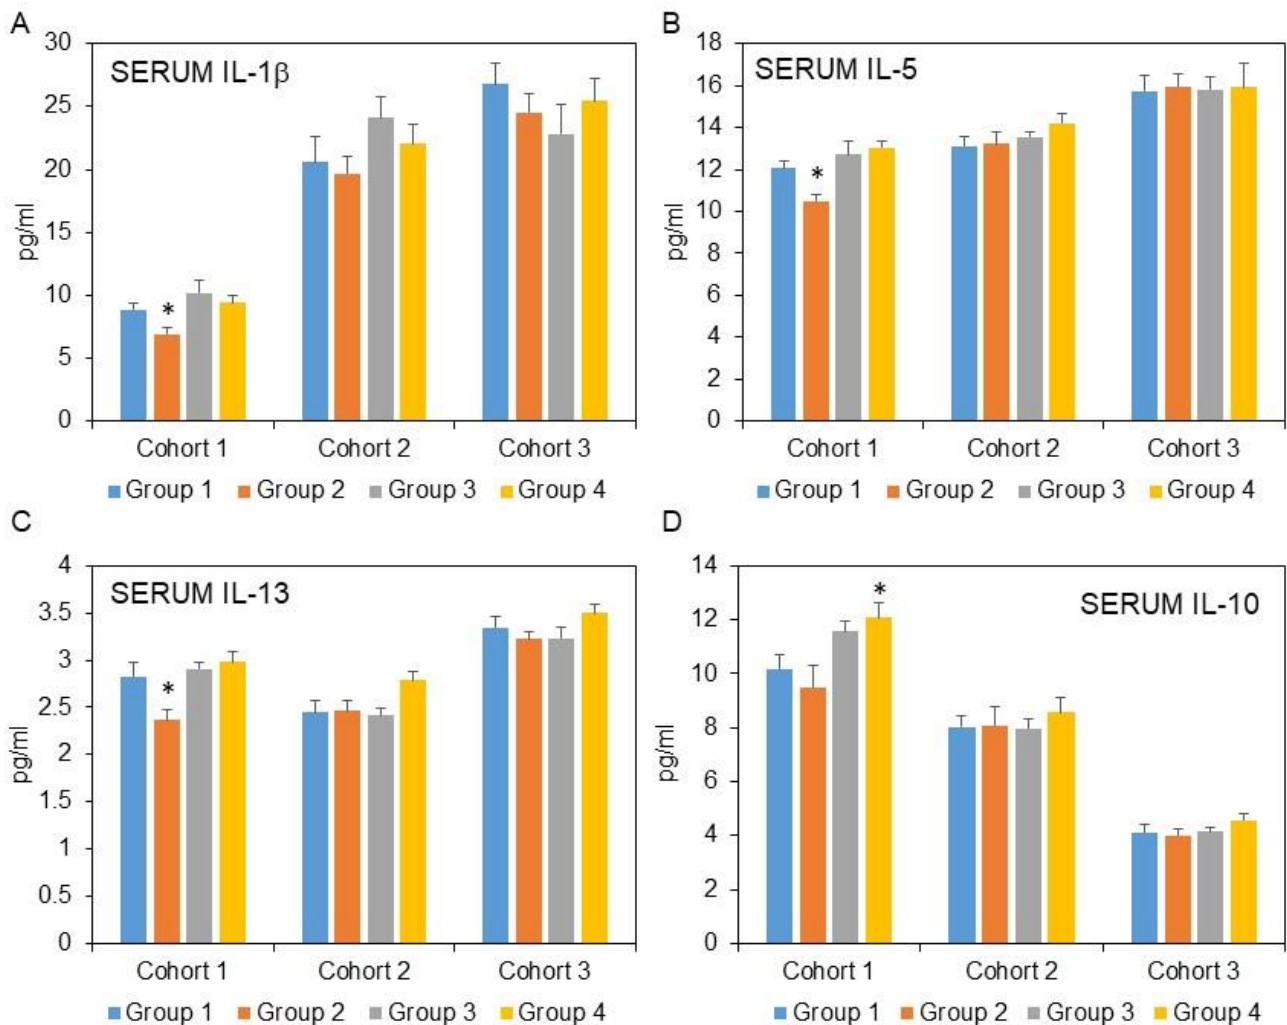 A
SERUM IL-1β
pg/ml
30
25
20
15
10
5
0
*
Cohort 1 Cohort 2 Cohort 3
Group 1 Group 2 Group 3 Group 4
B
SERUM IL-5
pg/ml
18
16
14
12
10
8
6
4
2
0
*
Cohort 1 Cohort 2 Cohort 3
Group 1 Group 2 Group 3 Group 4
C
SERUM IL-13
pg/ml
4
3.5
3
2.5
2
1.5
1
0.5
0
*
Cohort 1 Cohort 2 Cohort 3
Group 1 Group 2 Group 3 Group 4
D
SERUM IL-10
pg/ml
14
12
10
8
6
4
2
0
*
Cohort 1 Cohort 2 Cohort 3
Group 1 Group 2 Group 3 Group 4